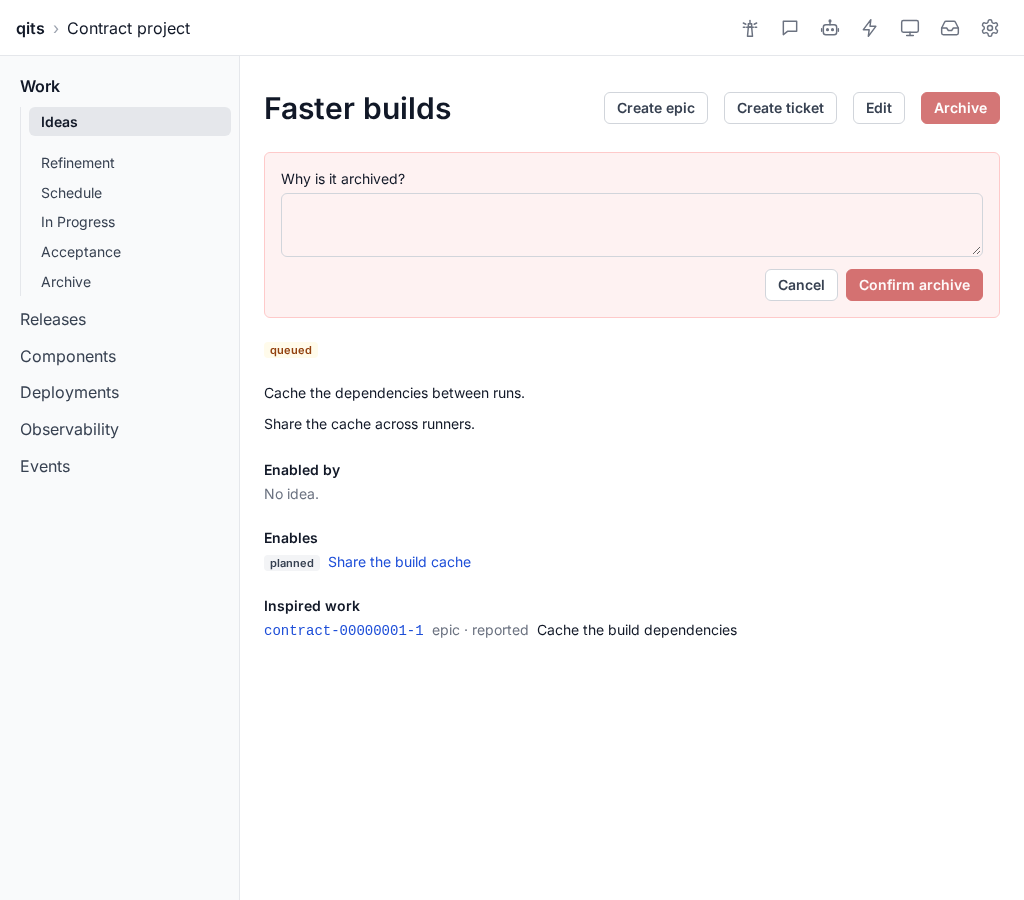 qits › Contract project
Work
Ideas
Refinement
Schedule
In Progress
Acceptance
Archive
Releases
Components
Deployments
Observability
Events
Faster builds
Create epic
Create ticket
Edit
Archive
Why is it archived?
Cancel
Confirm archive
queued
Cache the dependencies between runs.
Share the cache across runners.
Enabled by
No idea.
Enables
planned Share the build cache
Inspired work
contract-00000001-1 epic · reported Cache the build dependencies